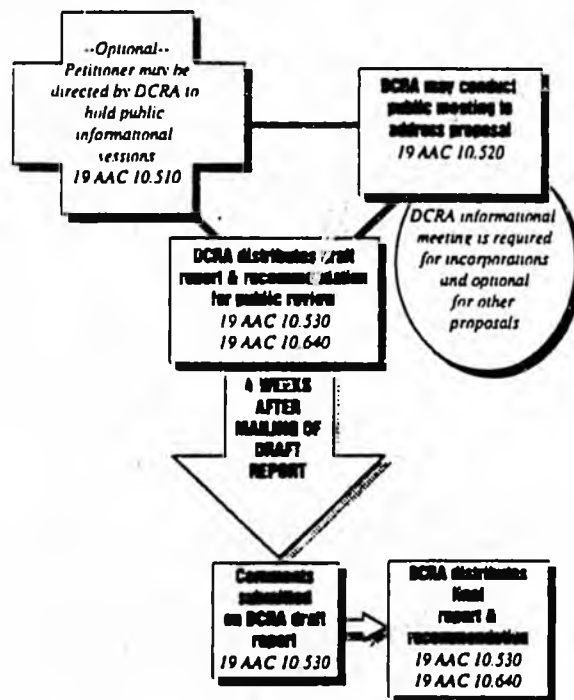 --Optional--
Petitioner may be
directed by DCRA to
hold public
informational
sessions
19 AAC 10.510
DCRA may conduct
public meeting to
address proposal
19 AAC 10.520
DCRA informational
meeting is required
for incorporations
and optional
for other
proposals
DCRA distributes draft
report & recommendation
for public review
19 AAC 10.530
19 AAC 10.640
4 WEEKS
AFTER
MAILING OF
DRAFT
REPORT
Comments
submitted
on DCRA draft
report
19 AAC 10.530
DCRA distributes
final
report &
recommendation
19 AAC 10.530
19 AAC 10.640